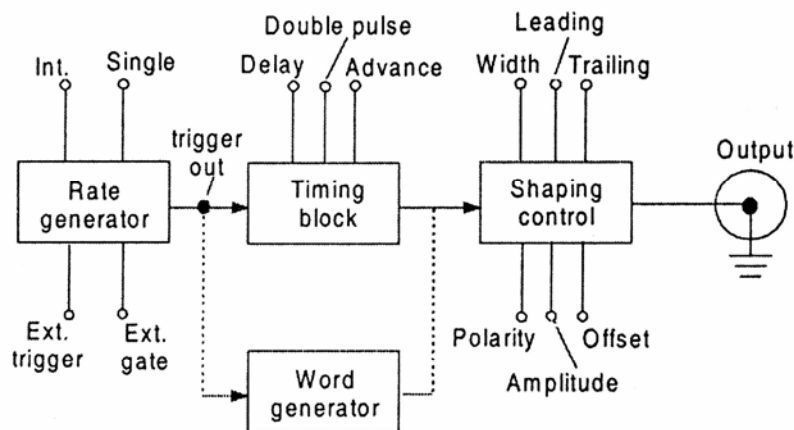 Double pulse
Leading
Int.
Single
Delay
Advance
Width
Trailing
trigger
out
Output
Rate
generator
Timing
block
Shaping
control
Ext.
trigger
Ext.
gate
Polarity
Offset
Amplitude
Word
generator